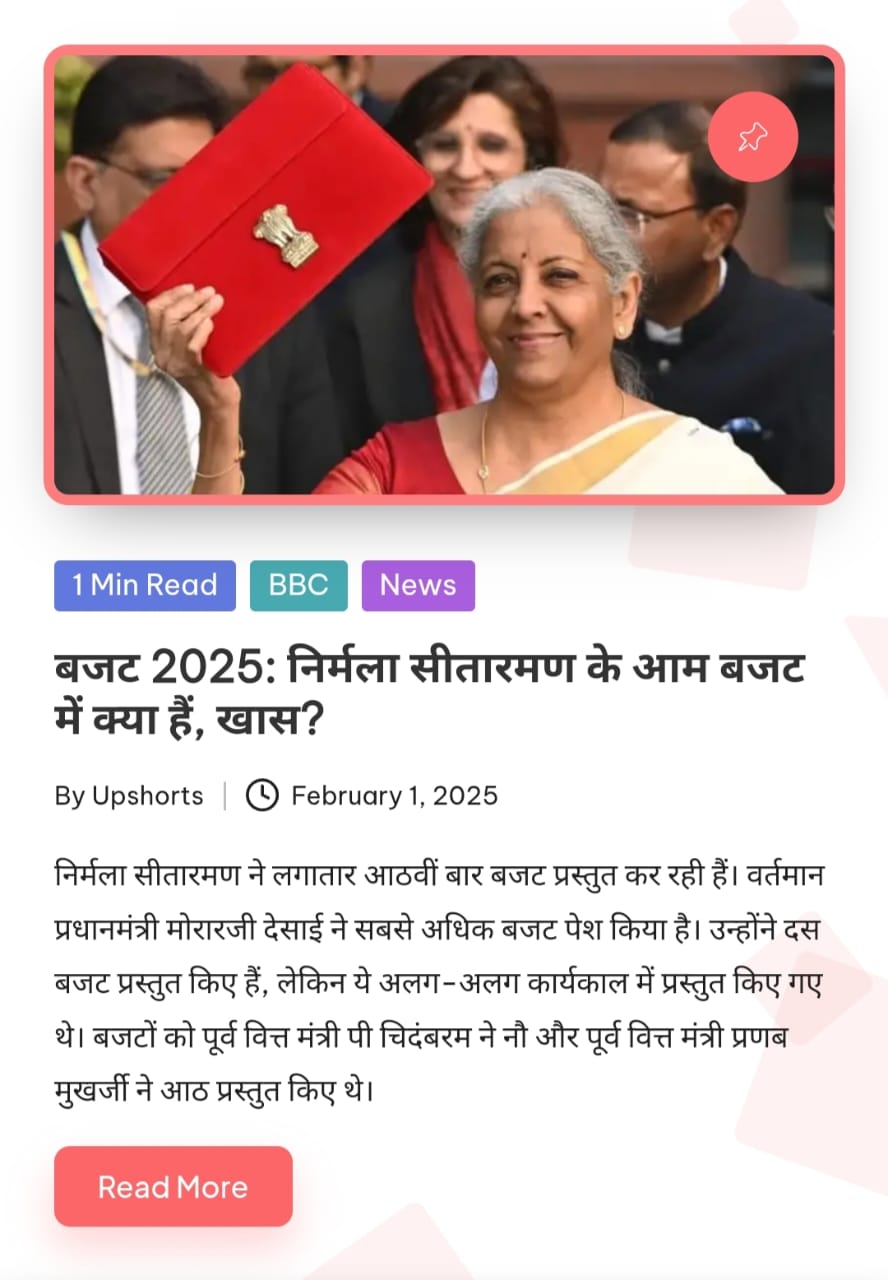 1 Min Read BBC News
बजट 2025: निर्मला सीतारमण के आम बजट
में क्या हैं, खास?
By Upshorts | February 1, 2025
निर्मला सीतारमण ने लगातार आठवीं बार बजट प्रस्तुत कर रही हैं। वर्तमान
प्रधानमंत्री मोरारजी देसाई ने सबसे अधिक बजट पेश किया है। उन्होंने दस
बजट प्रस्तुत किए हैं, लेकिन ये अलग-अलग कार्यकाल में प्रस्तुत किए गए
थे। बजटों को पूर्व वित्त मंत्री पी चिदंबरम ने नौ और पूर्व वित्त मंत्री प्रणब
मुखर्जी ने आठ प्रस्तुत किए थे।
Read More